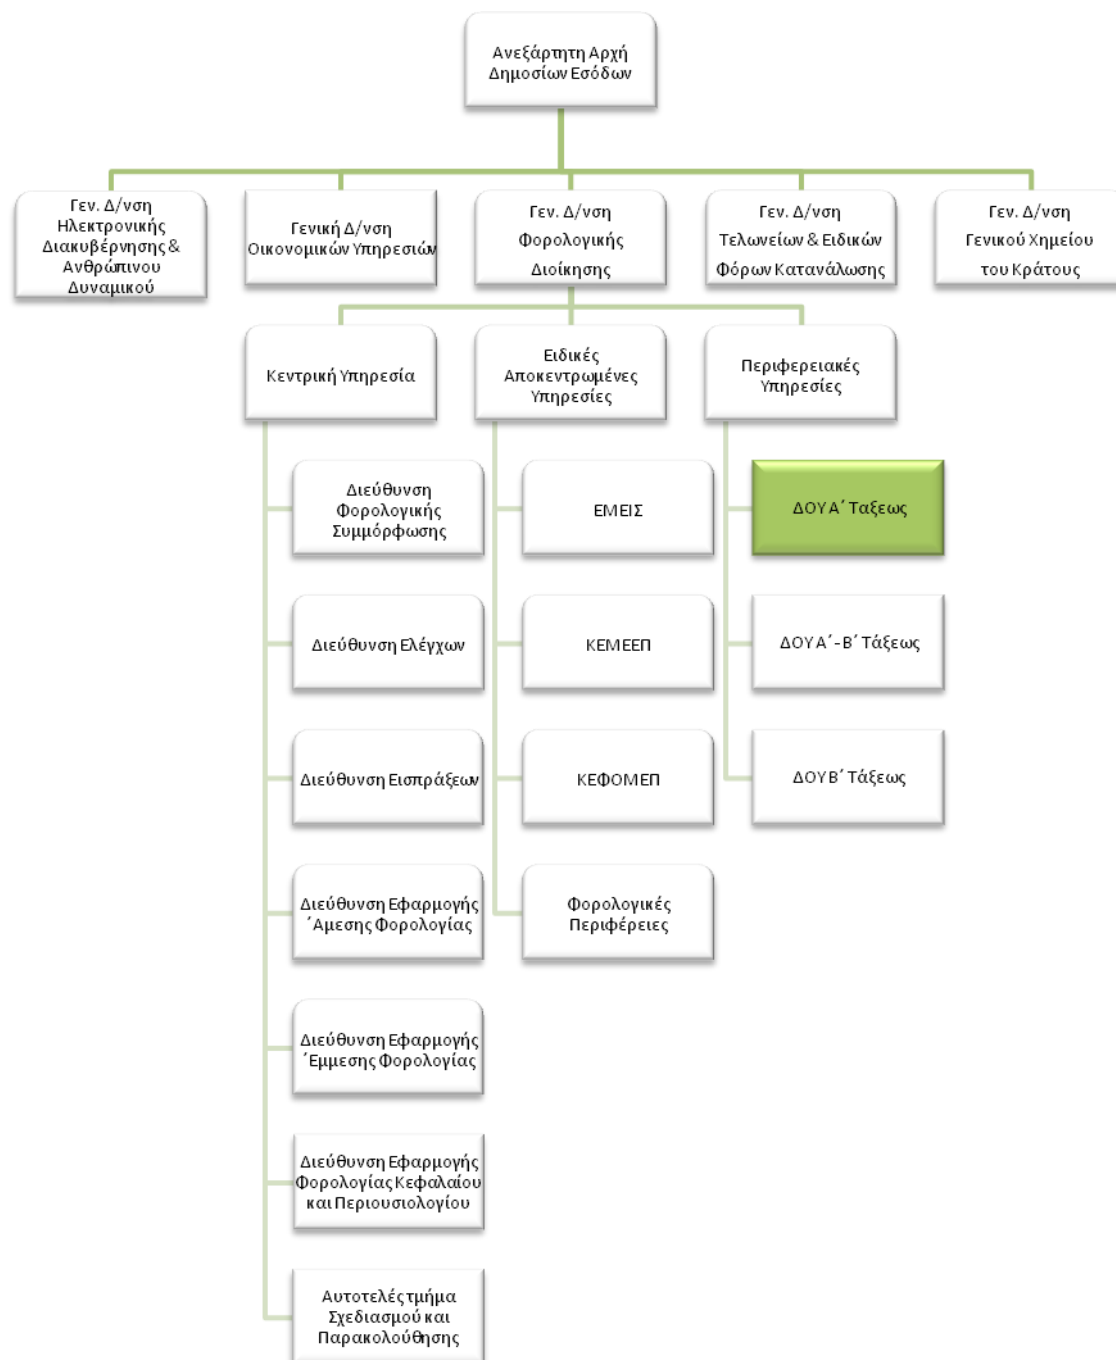 Ανεξάρτητη Αρχή
Δημοσίων Εσόδων
Γεν. Δ/νση
Ηλεκτρονικής
Διακυβέρνησης &
Ανθρώπινου
Δυναμικού
Γενική Δ/νση
Οικονομικών Υπηρεσιών
Γεν. Δ/νση
Φορολογικής
Διοίκησης
Γεν. Δ/νση
Τελωνείων & Ειδικών
Φόρων Κατανάλωσης
Γεν. Δ/νση
Γενικού Χημείου
του Κράτους
Κεντρική Υπηρεσία
Ειδικές
Αποκεντρωμένες
Υπηρεσίες
Περιφερειακές
Υπηρεσίες
Διεύθυνση
Φορολογικής
Συμμόρφωσης
Διεύθυνση Ελέγχων
Διεύθυνση Εισπράξεων
Διεύθυνση Εφαρμογής
΄Αμεσης Φορολογίας
Διεύθυνση Εφαρμογής
΄Εμμεσης Φορολογίας
Διεύθυνση Εφαρμογής
Φορολογίας Κεφαλαίου
και Περιουσιολογίου
Αυτοτελές τμήμα
Σχεδιασμού και
Παρακολούθησης
ΕΜΕΙΣ
ΚΕΜΕΕΠ
ΚΕΦΟΜΕΠ
Φορολογικές
Περιφέρειες
ΔΟΥ Α΄ Ταξεως
ΔΟΥ Α΄ - Β΄ Τάξεως
ΔΟΥ Β΄ Τάξεως